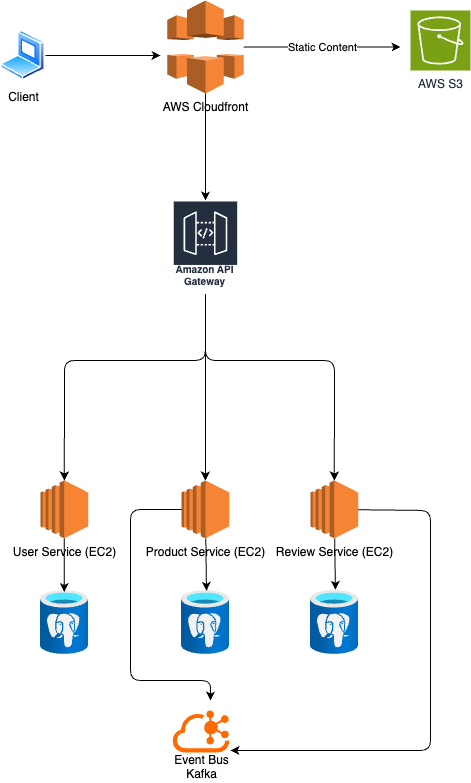 Static Content
Client
AWS Cloudfront
AWS S3
</>
Amazon API
Gateway
User Service (EC2)
Product Service (EC2)
Review Service (EC2)
Event Bus
Kafka